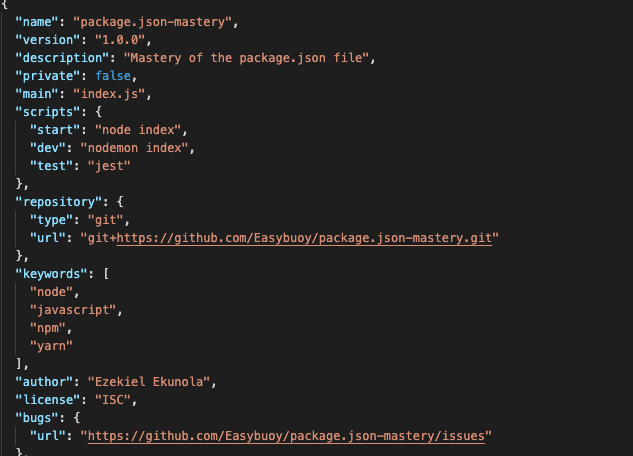 {
"name": "package.json-mastery",
"version": "1.0.0",
"description": "Mastery of the package.json file",
"private": false,
"main": "index.js",
"scripts": {
"start": "node index",
"dev": "nodemon index",
"test": "jest"
},
"repository": {
"type": "git",
"url": "git+https://github.com/Easybuoy/package.json-mastery.git"
},
"keywords": [
"node",
"javascript",
"npm",
"yarn"
],
"author": "Ezekiel Ekunola",
"license": "ISC",
"bugs": {
"url": "https://github.com/Easybuoy/package.json-mastery/issues"
},